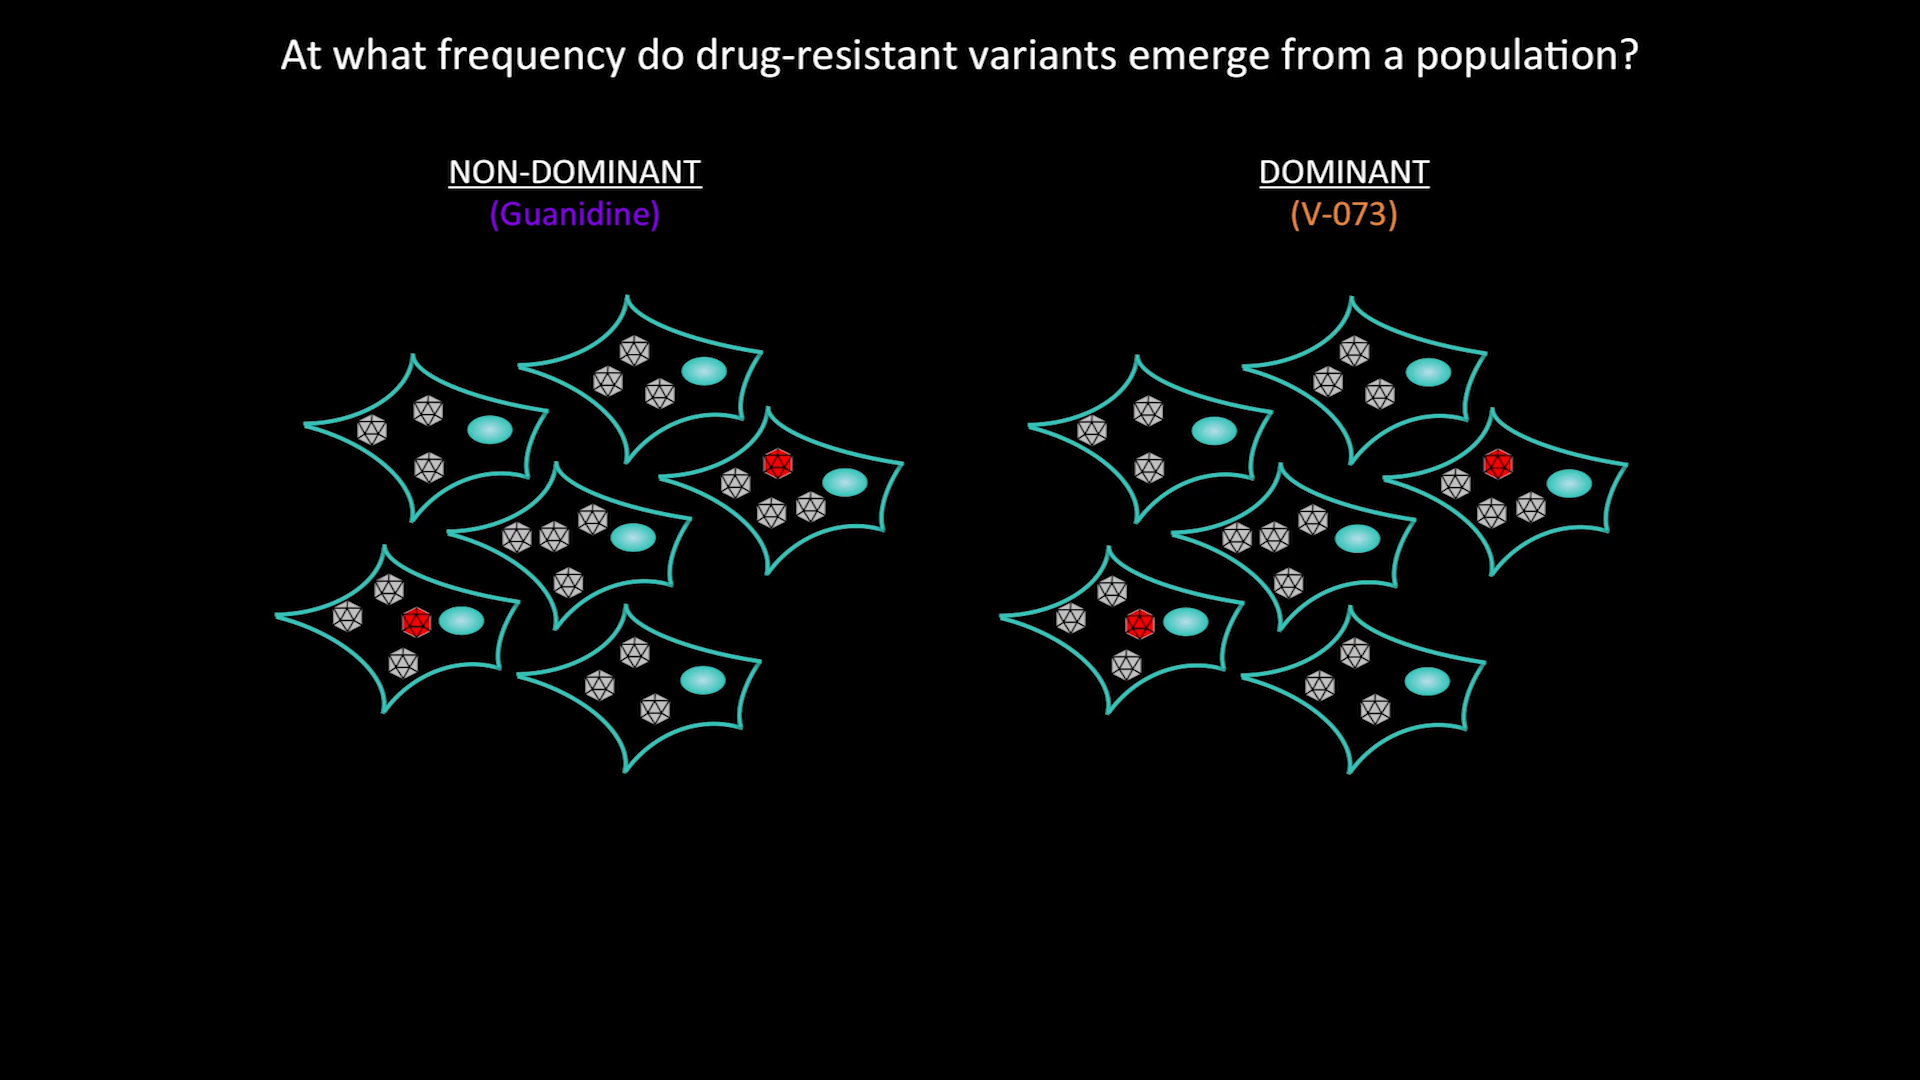 At what frequency do drug-resistant variants emerge from a population?
NON-DOMINANT
(Guanidine)
DOMINANT
(V-073)